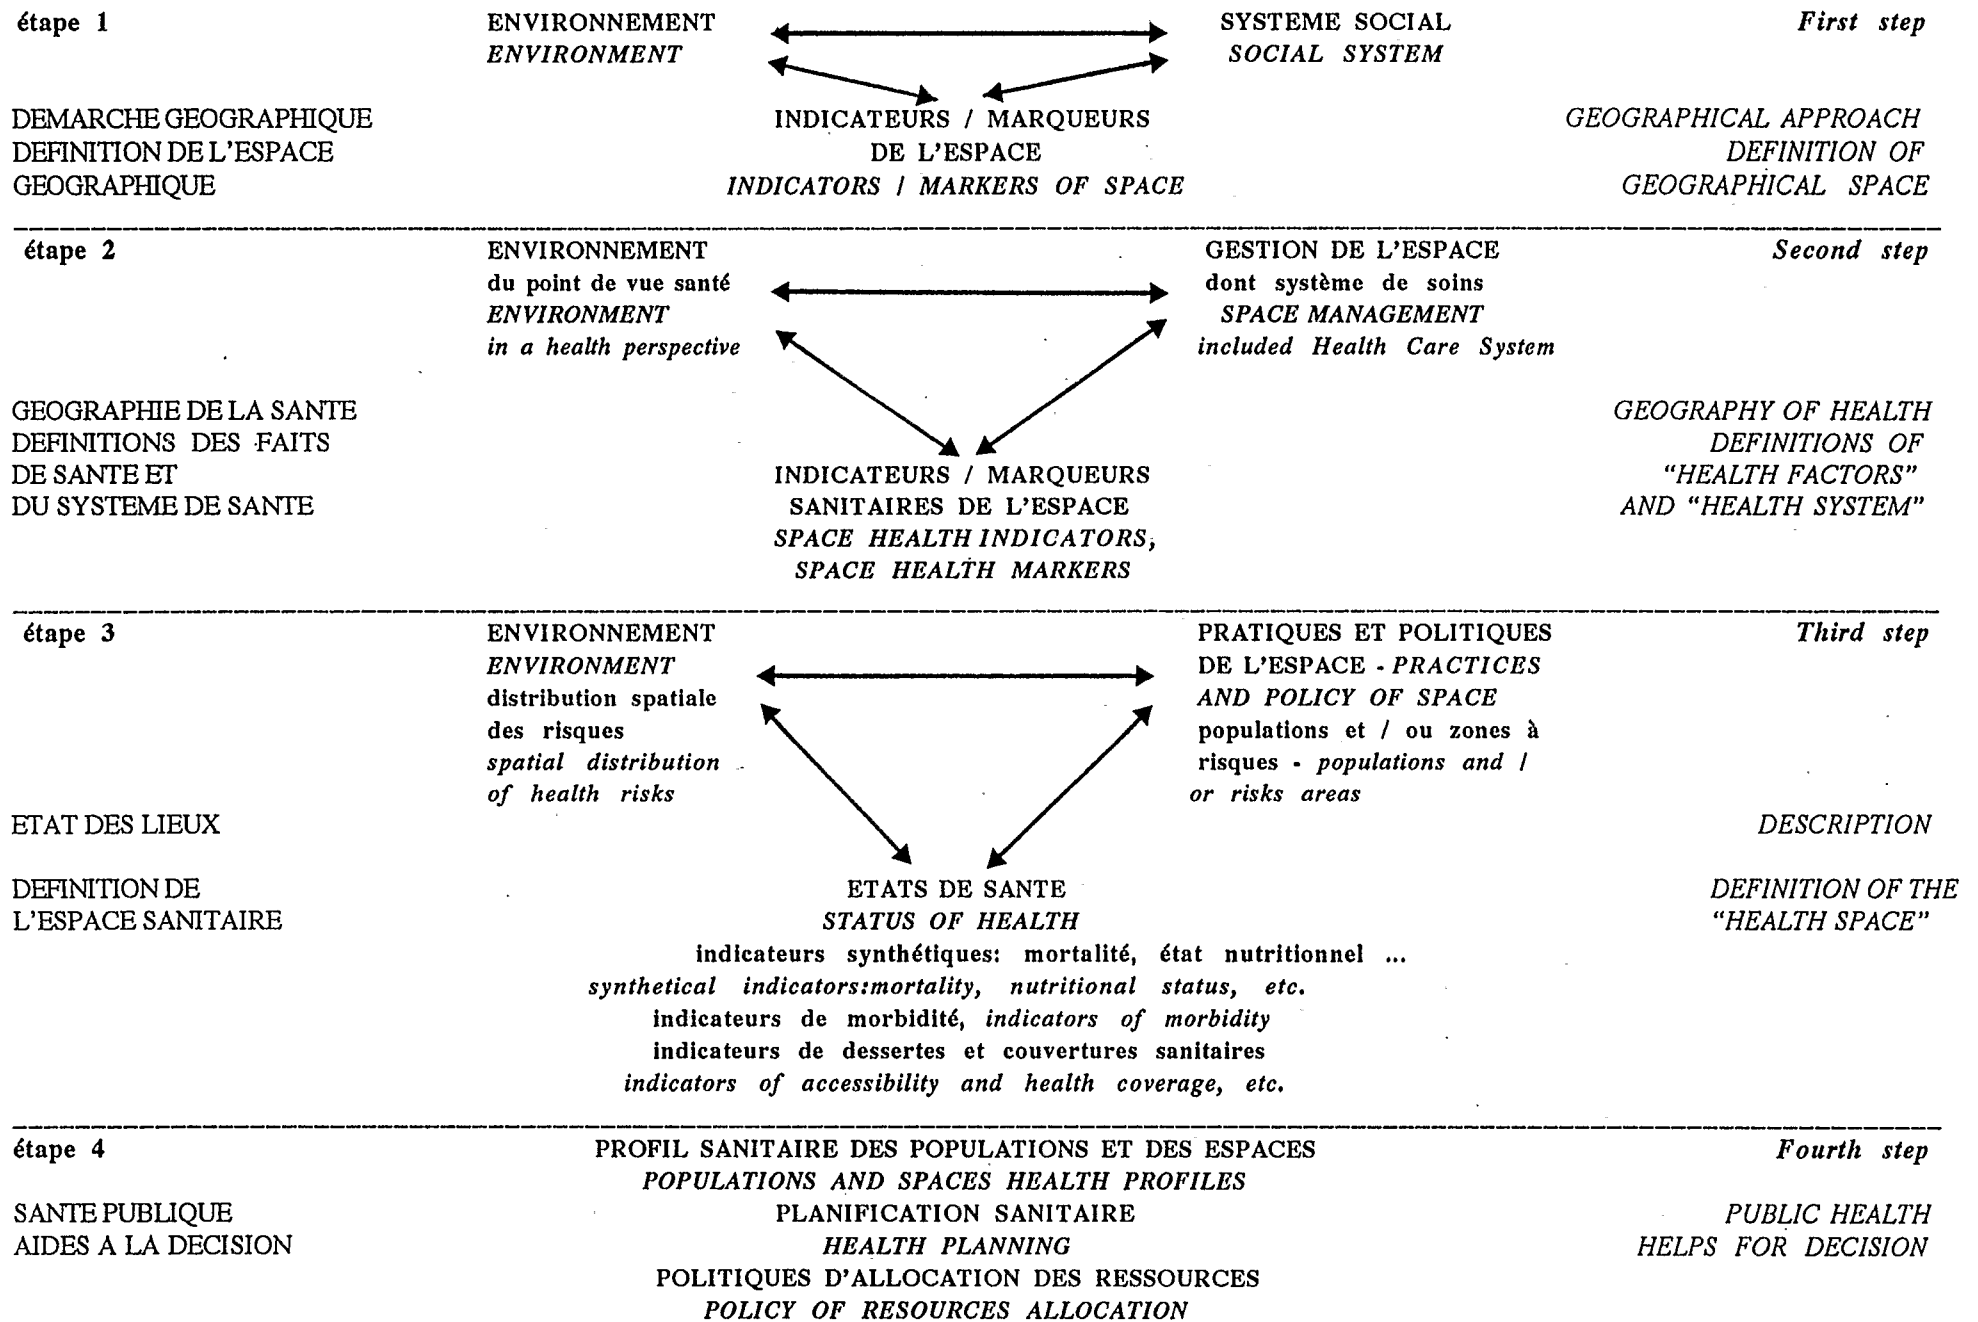 étape 1 ENVIRONNEMENT SYSTEME SOCIAL First step
ENVIRONMENT SOCIAL SYSTEM
DEMARCHE GEOGRAPHIQUE INDICATEURS / MARQUEURS GEOGRAPHICAL APPROACH
DEFINITION DE L'ESPACE DE L'ESPACE DEFINITION OF
GEOGRAPHIQUE INDICATORS / MARKERS OF SPACE GEOGRAPHICAL SPACE
étape 2 ENVIRONNEMENT GESTION DE L'ESPACE Second step
du point de vue santé dont système de soins
ENVIRONMENT SPACE MANAGEMENT
in a health perspective included Health Care System
GEOGRAPHIE DE LA SANTE GEOGRAPHY OF HEALTH
DEFINITIONS DES FAITS DEFINITIONS OF
DE SANTE ET INDICATEURS / MARQUEURS "HEALTH FACTORS"
DU SYSTEME DE SANTE SANITAIRES DE L'ESPACE AND "HEALTH SYSTEM"
SPACE HEALTH INDICATORS,
SPACE HEALTH MARKERS
étape 3 ENVIRONNEMENT PRATIQUES ET POLITIQUES Third step
ENVIRONMENT DE L'ESPACE - PRACTICES
distribution spatiale AND POLICY OF SPACE
des risques populations et / ou zones à
spatial distribution risques - populations and /
of health risks or risks areas
ETAT DES LIEUX DESCRIPTION
DEFINITION DE ETATS DE SANTE DEFINITION OF THE
L'ESPACE SANITAIRE STATUS OF HEALTH "HEALTH SPACE"
indicateurs synthétiques: mortalité, état nutritionnel ...
synthetical indicators:mortality, nutritional status, etc.
indicateurs de morbidité, indicators of morbidity
indicateurs de dessertes et couvertures sanitaires
indicators of accessibility and health coverage, etc.
étape 4 PROFIL SANITAIRE DES POPULATIONS ET DES ESPACES Fourth step
POPULATIONS AND SPACES HEALTH PROFILES
SANTE PUBLIQUE PLANIFICATION SANITAIRE PUBLIC HEALTH
AIDES A LA DECISION HEALTH PLANNING HELPS FOR DECISION
POLITIQUES D'ALLOCATION DES RESSOURCES
POLICY OF RESOURCES ALLOCATION